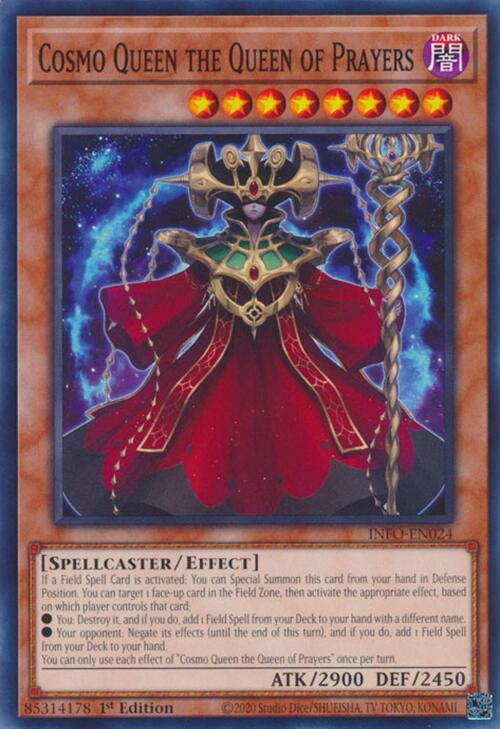 COSMO QUEEN THE QUEEN OF PRAYERS
DARK
闇
INFO-EN024
[SPELLCASTER/EFFECT]
If a Field Spell Card is activated: You can Special Summon this card from your hand in Defense
Position. You can target 1 face-up card in the Field Zone, then activate the appropriate effect, based
on which player controls that card;
● You: Destroy it, and if you do, add 1 Field Spell from your Deck to your hand with a different name.
● Your opponent: Negate its effects (until the end of this turn), and if you do, add 1 Field Spell
from your Deck to your hand.
You can only use each effect of "Cosmo Queen the Queen of Prayers" once per turn.
ATK/2900 DEF/2450
85314178 1st Edition ©2020 Studio Dice/SHUEISHA, TV TOKYO, KONAMI